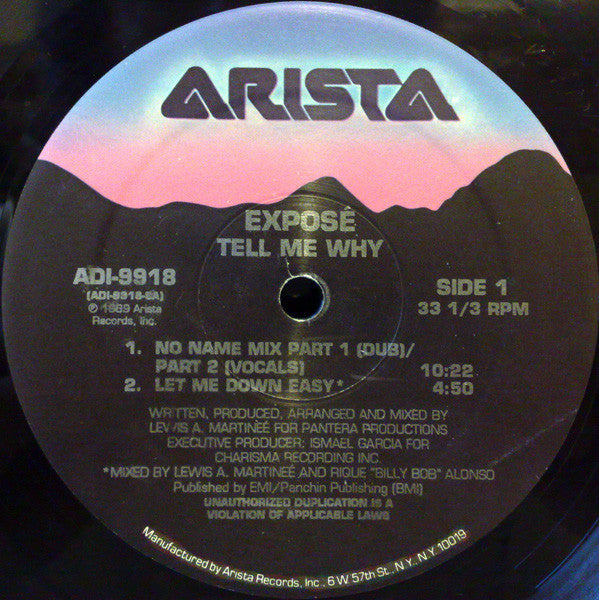 ARISTA
EXPOSÉ
TELL ME WHY
ADI-9918
(ADI-9918-SA)
℗ 1989 Arista
Records, Inc.
SIDE 1
33 1/3 RPM
1. NO NAME MIX PART 1 (DUB)/
PART 2 (VOCALS) 10:22
2. LET ME DOWN EASY* 4:50
WRITTEN, PRODUCED, ARRANGED AND MIXED BY
LEWIS A. MARTINEÉ FOR PANTERA PRODUCTIONS
EXECUTIVE PRODUCER: ISMAEL GARCIA FOR
CHARISMA RECORDING INC.
*MIXED BY LEWIS A. MARTINEÉ AND RIQUE "BILLY BOB" ALONSO
Published by EMI/Panchin Publishing (BMI)
UNAUTHORIZED DUPLICATION IS A
VIOLATION OF APPLICABLE LAWS
Manufactured by Arista Records, Inc., 6 W 57th St., N.Y., N.Y. 10019